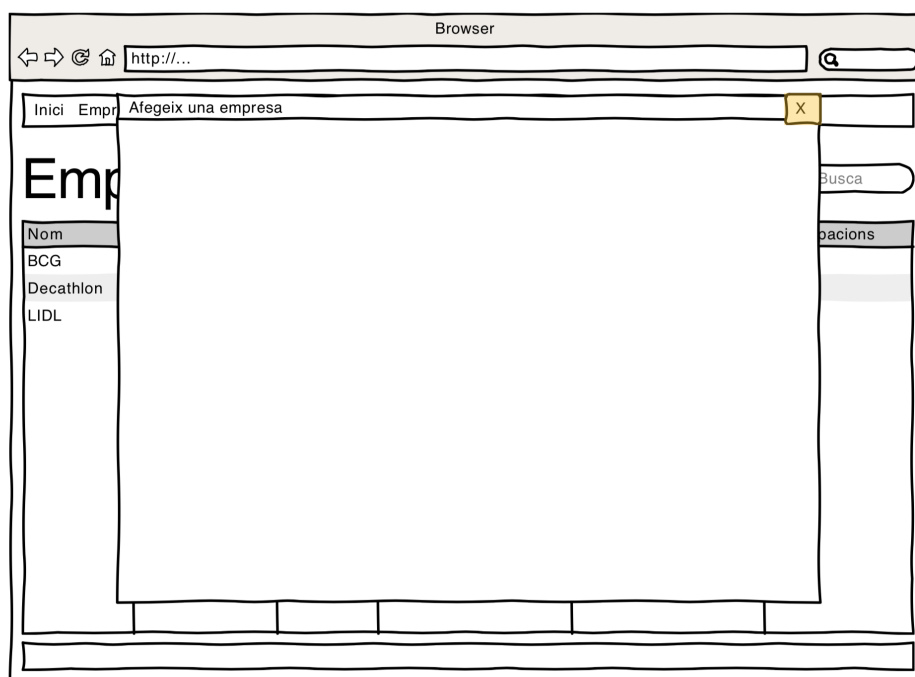 Browser
http://...
Inici Empr
Afegeix una empresa
X
Emp
Busca
Nom
pacions
BCG
Decathlon
LIDL